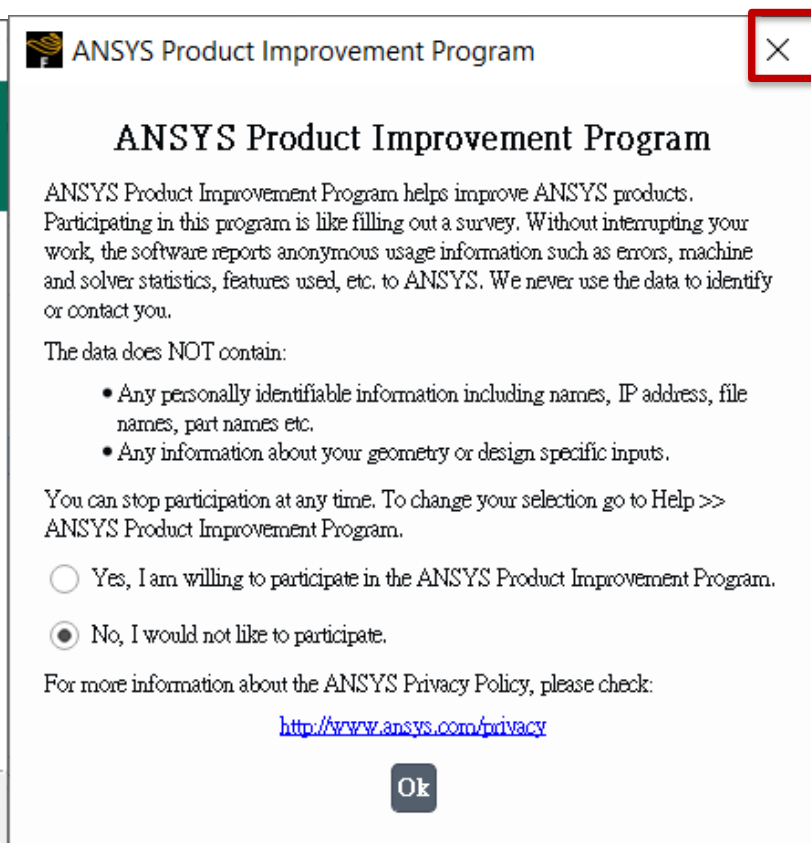 ANSYS Product Improvement Program
ANSYS Product Improvement Program
ANSYS Product Improvement Program helps improve ANSYS products.
Participating in this program is like filling out a survey. Without interrupting your
work, the software reports anonymous usage information such as errors, machine
and solver statistics, features used, etc. to ANSYS. We never use the data to identify
or contact you.
The data does NOT contain:
• Any personally identifiable information including names, IP address, file
names, part names etc.
• Any information about your geometry or design specific inputs.
You can stop participation at any time. To change your selection go to Help >>
ANSYS Product Improvement Program.
Yes, I am willing to participate in the ANSYS Product Improvement Program.
No, I would not like to participate.
For more information about the ANSYS Privacy Policy, please check:
http://www.ansys.com/privacy
Ok